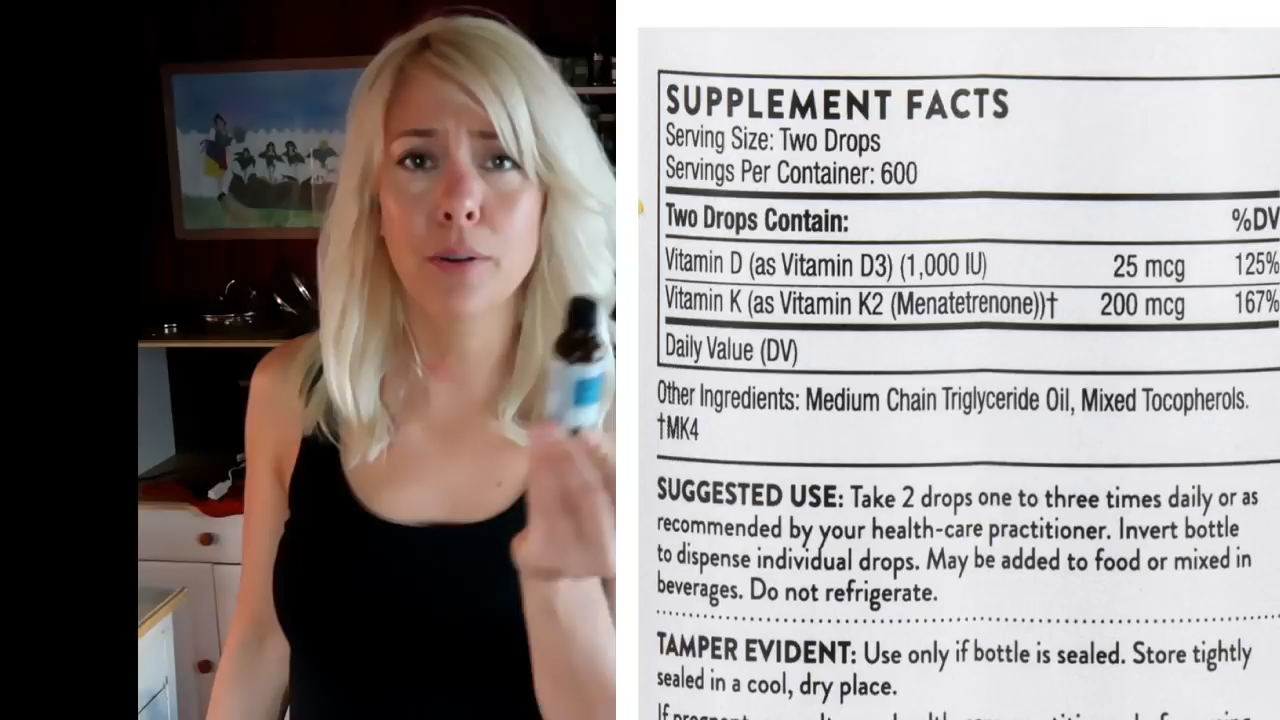 SUPPLEMENT FACTS
Serving Size: Two Drops
Servings Per Container: 600
Two Drops Contain: %DV
Vitamin D (as Vitamin D3) (1,000 IU) 25 mcg 125%
Vitamin K (as Vitamin K2 (Menatetrenone))† 200 mcg 167%
Daily Value (DV)
Other Ingredients: Medium Chain Triglyceride Oil, Mixed Tocopherols.
†MK4
SUGGESTED USE: Take 2 drops one to three times daily or as
recommended by your health-care practitioner. Invert bottle
to dispense individual drops. May be added to food or mixed in
beverages. Do not refrigerate.
TAMPER EVIDENT: Use only if bottle is sealed. Store tightly
sealed in a cool, dry place.